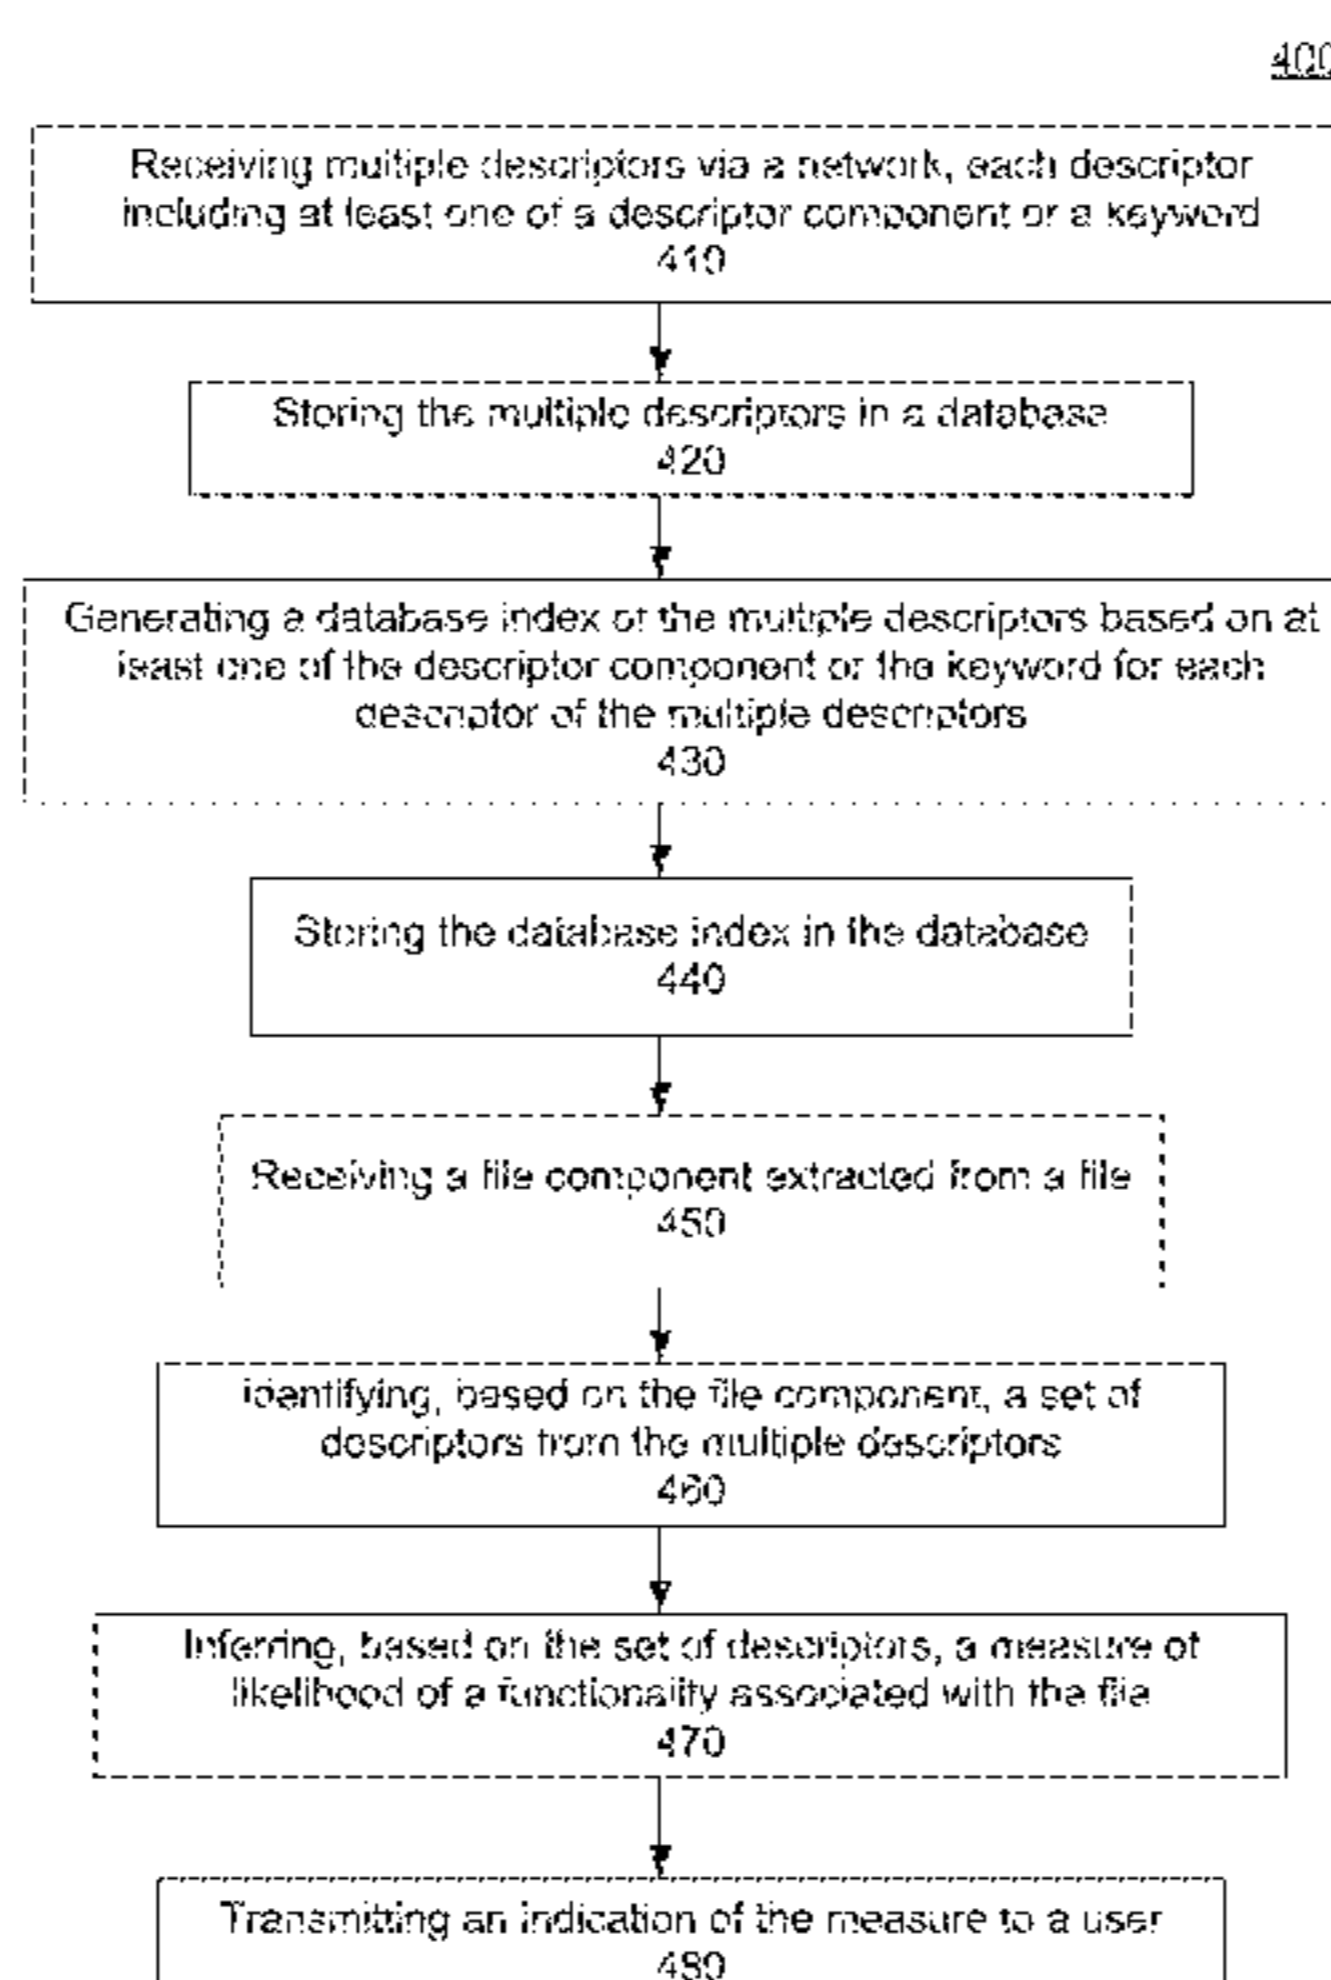 400
Receiving multiple descriptors via a network, each descriptor
including at least one of a descriptor component or a keyword
410
Storing the multiple descriptors in a database
420
Generating a database index of the multiple descriptors based on at
least one of the descriptor component or the keyword for each
descriptor of the multiple descriptors
430
Storing the database index in the database
440
Receiving a file component extracted from a file
450
Identifying, based on the file component, a set of
descriptors from the multiple descriptors
460
Inferring, based on the set of descriptors, a measure of
likelihood of a functionality associated with the file
470
Transmitting an indication of the measure to a user
480